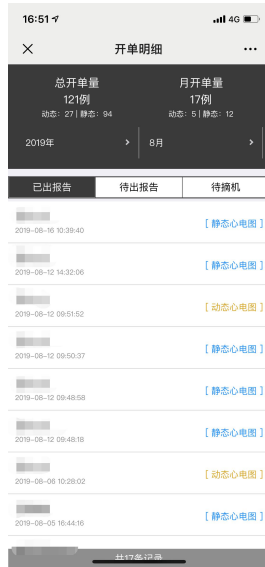 16:51 4G
开单明细
总开单量 月开单量
121例 17例
动态：27 | 静态：94 动态：5 | 静态：12
2019年 8月
已出报告 待出报告 待摘机
[ 静态心电图 ]
2019-08-16 10:39:40
[ 静态心电图 ]
2019-08-12 14:32:06
[ 动态心电图 ]
2019-08-12 09:51:52
[ 静态心电图 ]
2019-08-12 09:50:37
[ 静态心电图 ]
2019-08-12 09:48:58
[ 静态心电图 ]
2019-08-12 09:48:18
[ 动态心电图 ]
2019-08-06 10:28:02
[ 静态心电图 ]
2019-08-05 16:44:16
共17条记录